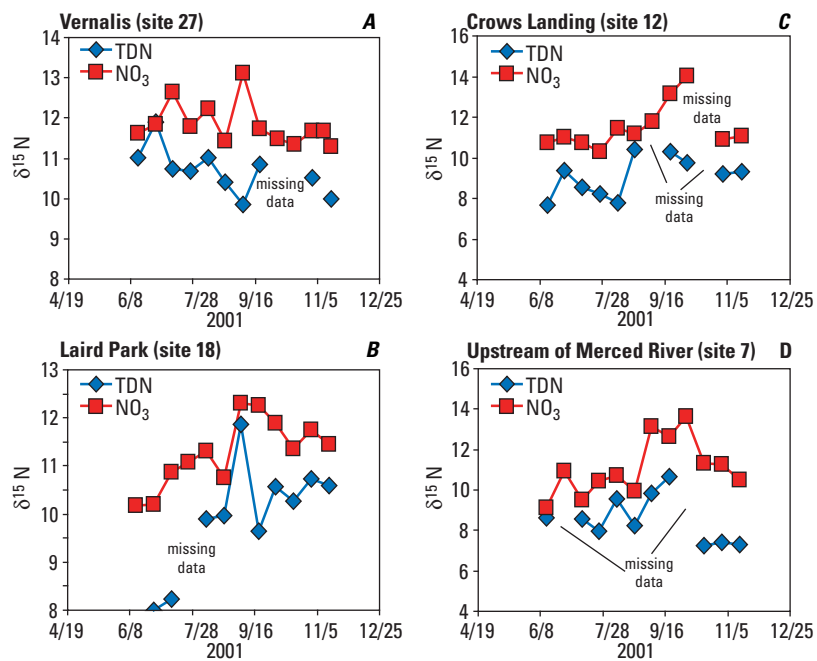 Vernalis (site 27) A
14
13
12
11
10
9
8
δ15 N
TDN
NO3
missing
data
4/19 6/8 7/28 9/16 11/5 12/25
2001
Crows Landing (site 12) C
16
14
12
10
8
6
4
δ15 N
TDN
NO3
missing
data
missing
data
4/19 6/8 7/28 9/16 11/5 12/25
2001
Laird Park (site 18) B
13
12
11
10
9
8
δ15 N
TDN
NO3
missing
data
4/19 6/8 7/28 9/16 11/5 12/25
2001
Upstream of Merced River (site 7) D
16
14
12
10
8
6
4
δ15 N
TDN
NO3
missing
data
4/19 6/8 7/28 9/16 11/5 12/25
2001